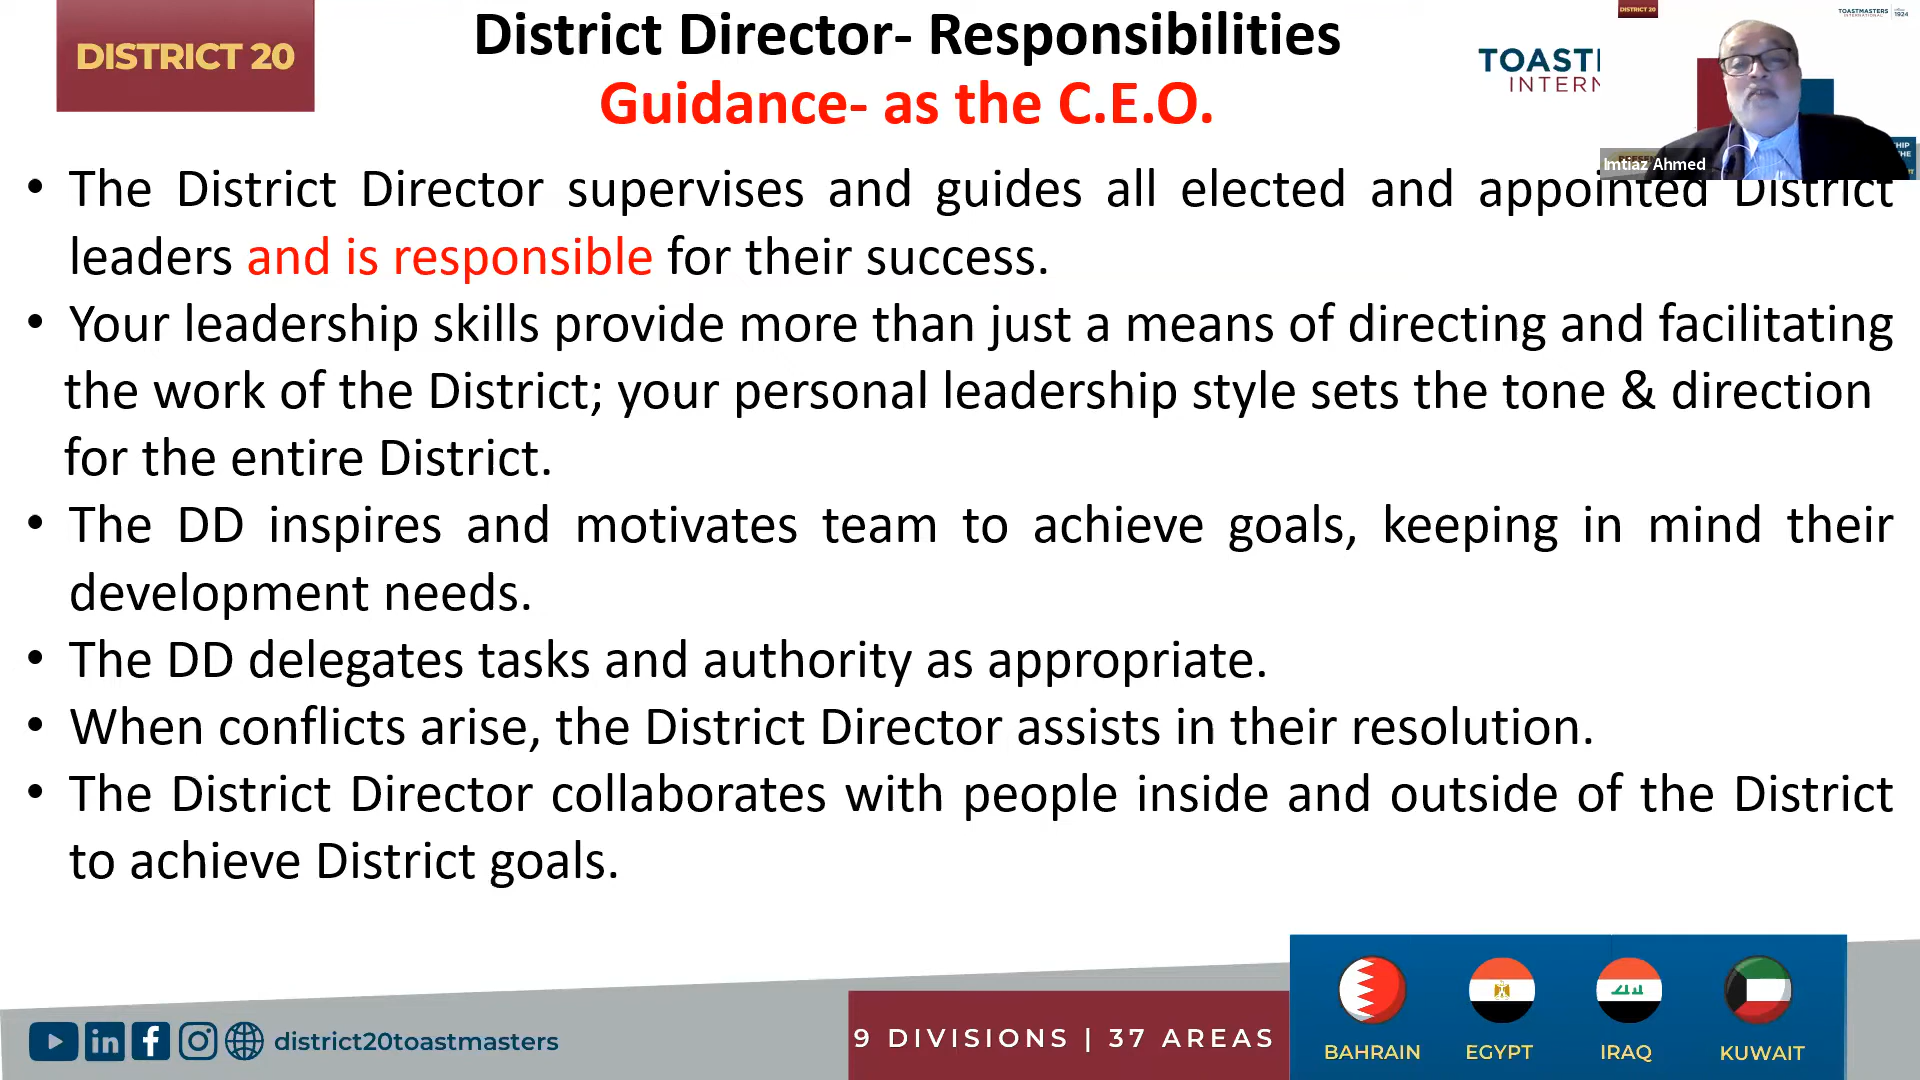 DISTRICT 20
District Director- Responsibilities
Guidance- as the C.E.O.
TOAST
INTERN
DISTRICT 20
TOASTMASTERS
INTERNATIONAL
1924
Imtiaz Ahmed
• The District Director supervises and guides all elected and appointed District
leaders and is responsible for their success.
• Your leadership skills provide more than just a means of directing and facilitating
the work of the District; your personal leadership style sets the tone & direction
for the entire District.
• The DD inspires and motivates team to achieve goals, keeping in mind their
development needs.
• The DD delegates tasks and authority as appropriate.
• When conflicts arise, the District Director assists in their resolution.
• The District Director collaborates with people inside and outside of the District
to achieve District goals.
district20toastmasters
9 DIVISIONS | 37 AREAS
BAHRAIN EGYPT IRAQ KUWAIT